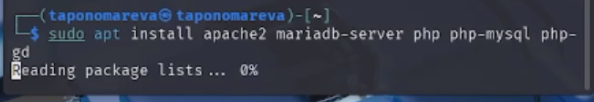 (taponomareva㉿taponomareva)-[~]
$ sudo apt install apache2 mariadb-server php php-mysql php-
gd
Reading package lists... 0%